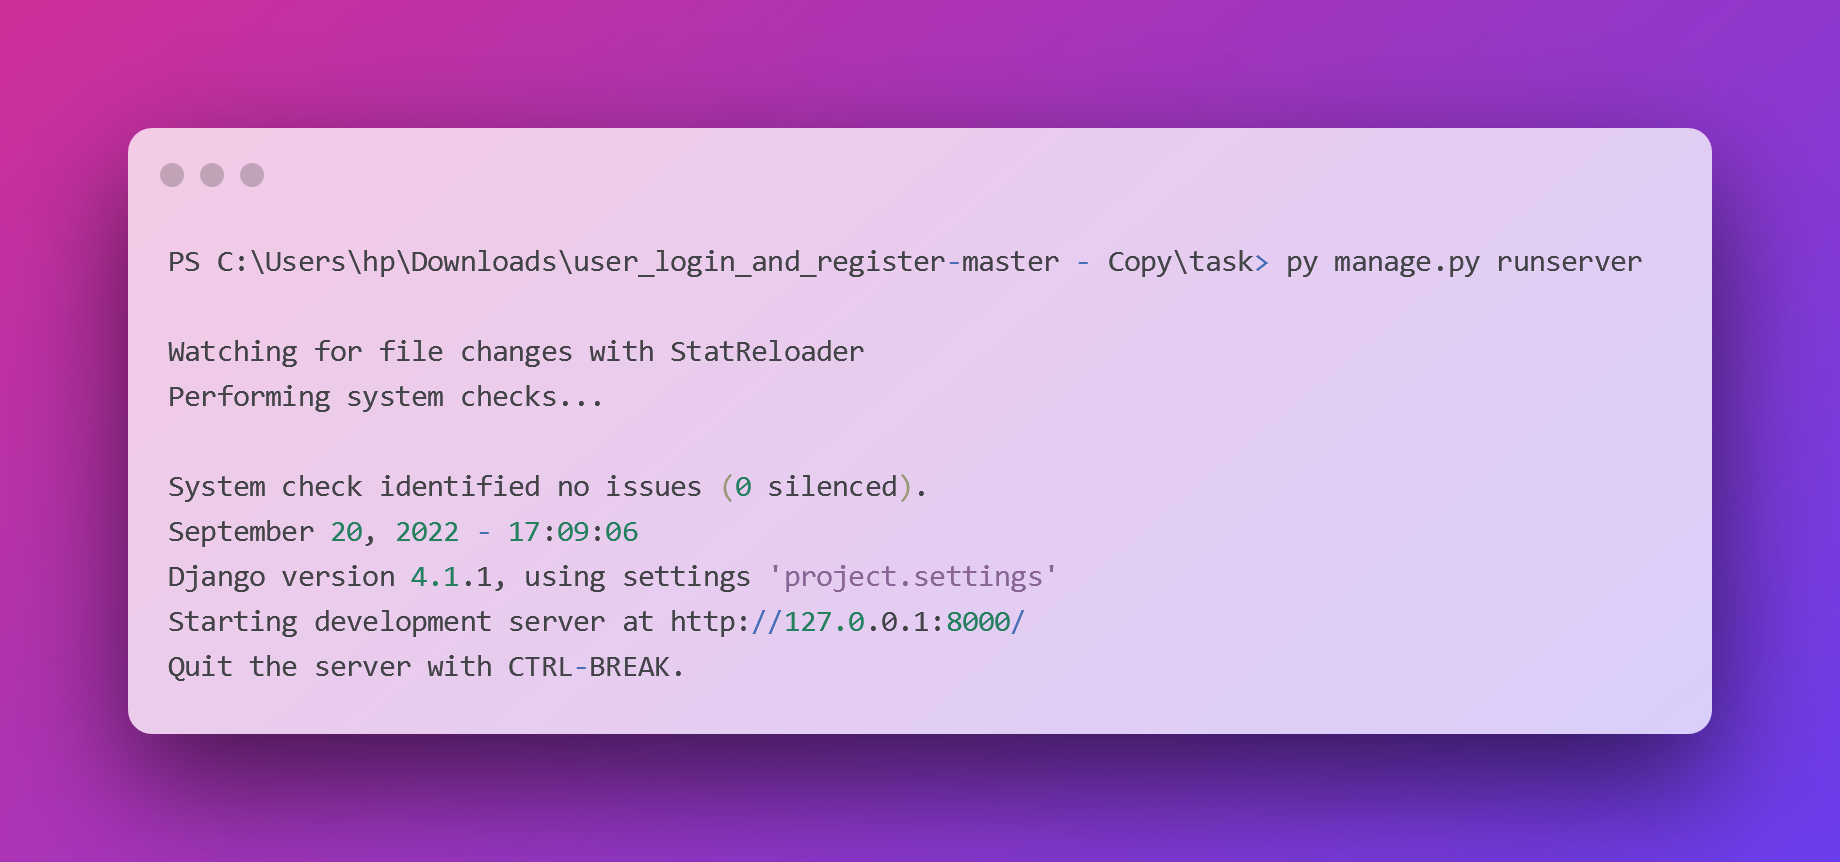 PS C:\Users\hp\Downloads\user_login_and_register-master - Copy\task> py manage.py runserver
Watching for file changes with StatReloader
Performing system checks...
System check identified no issues (0 silenced).
September 20, 2022 - 17:09:06
Django version 4.1.1, using settings 'project.settings'
Starting development server at http://127.0.0.1:8000/
Quit the server with CTRL-BREAK.